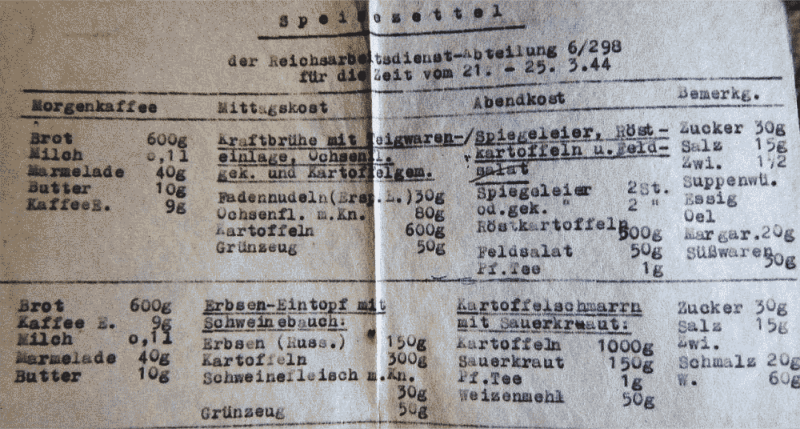 Speisezettel
der Reichsarbeitsdienst-Abteilung 6/298
für die Zeit vom 21. - 25. 3.44
Morgenkaffee Mittagskost Abendkost Bemerkg.
Brot 600g
Milch 0,1l
Marmelade 40g
Butter 10g
KaffeeE. 9g
Kraftbrühe mit Teigwaren-/
einlage, Ochsenfl.
gek. und Kartoffelgem.
Fadennudeln(Ersp.L.)30g
Ochsenfl. m.Kn. 80g
Kartoffeln 600g
Grünzeug 50g
Spiegeleier, Röst-
kartoffeln u.Feld-
salat
Spiegeleier 2St.
od.gek. " 2 "
Röstkartoffeln
500g
Feldsalat 50g
Pf.Tee 1g
Zucker 30g
Salz 15g
Zwi. 1/2
Suppenwü.
Essig
Oel
Margar.20g
Süßwaren
50g
Brot 600g
Kaffee E. 9g
Milch 0,1l
Marmelade 40g
Butter 10g
Erbsen-Eintopf mit
Schweinebauch:
Erbsen (Russ.) 150g
Kartoffeln 300g
Schweinefleisch m.Kn.
30g
Grünzeug 50g
Kartoffelschmarrn
mit Sauerkraut:
Kartoffeln 1000g
Sauerkraut 150g
Pf.Tee 1g
Weizenmehl 50g
Zucker 30g
Salz 15g
Zwi.
Schmalz 20g
W. 60g